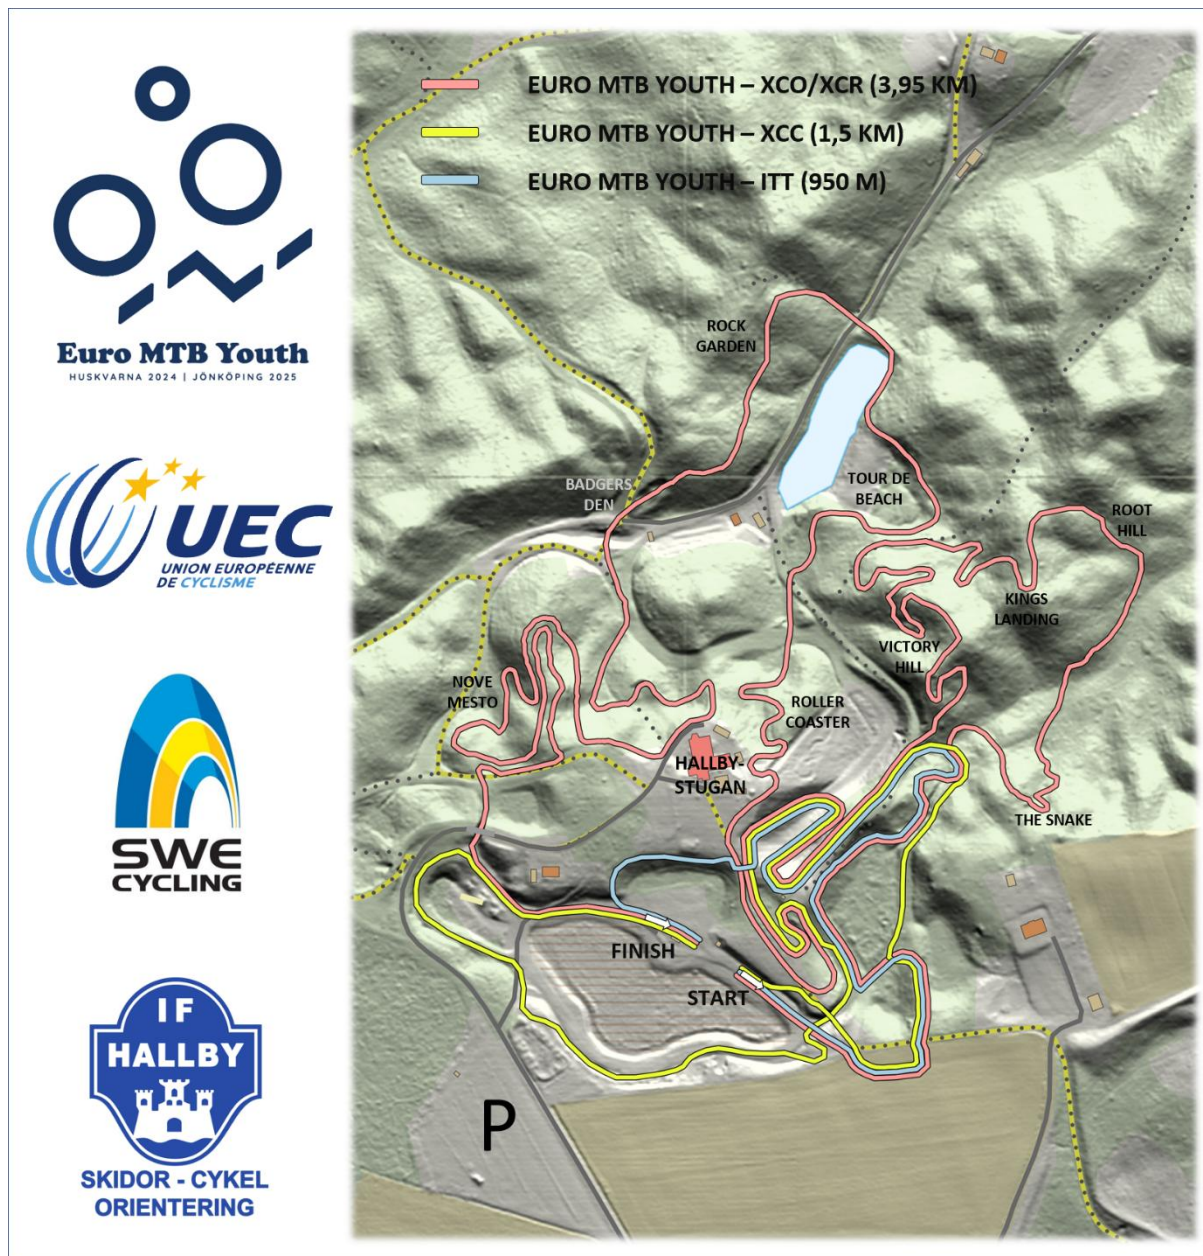 Euro MTB Youth
HUSKVARNA 2024 | JÖNKÖPING 2025
UEC
UNION EUROPÉENNE
DE CYCLISME
SWE
CYCLING
IF
HALLBY
SKIDOR - CYKEL
ORIENTERING
EURO MTB YOUTH – XCO/XCR (3,95 KM)
EURO MTB YOUTH – XCC (1,5 KM)
EURO MTB YOUTH – ITT (950 M)
ROCK
GARDEN
BADGERS
DEN
TOUR DE
BEACH
ROOT
HILL
KINGS
LANDING
VICTORY
HILL
NOVE
MESTO
ROLLER
COASTER
HALLBY-
STUGAN
THE SNAKE
FINISH
START
P